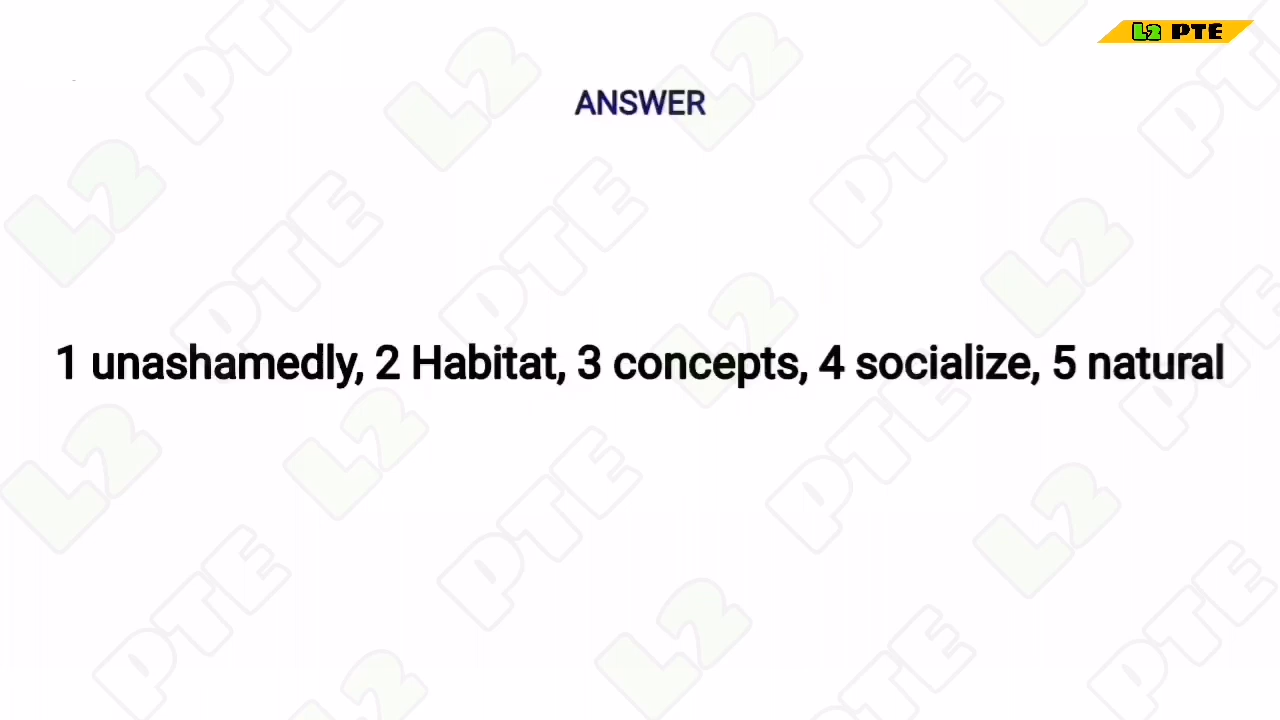 L2 PTE
ANSWER
1 unashamedly, 2 Habitat, 3 concepts, 4 socialize, 5 natural